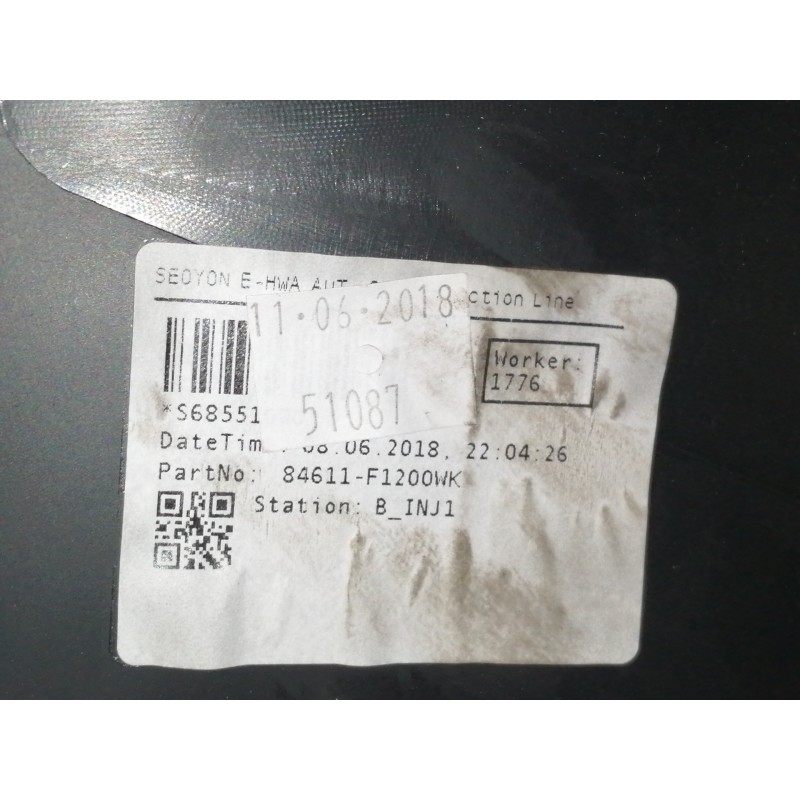 SEOYON E-HWA AUT ction Line
11.06.2018
51087
Worker:
1776
*S68551
DateTim : 08.06.2018, 22:04:26
PartNo: 84611-F1200WK
Station: B_INJ1